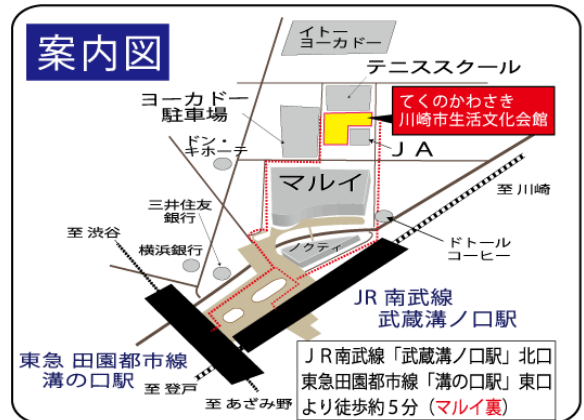 案内図
イトー
ヨーカドー
テニススクール
ヨーカドー
駐車場
てくのかわさき
川崎市生活文化会館
ドン・
キホーテ
JA
マルイ
至 川崎
三井住友
銀行
至 渋谷
横浜銀行
ノクティ
ドトール
コーヒー
JR 南武線
武蔵溝ノ口駅
東急 田園都市線
溝の口駅
至 登戸
至 あざみ野
JR南武線「武蔵溝ノ口駅」北口
東急田園都市線「溝の口駅」東口
より徒歩約5分（マルイ裏）